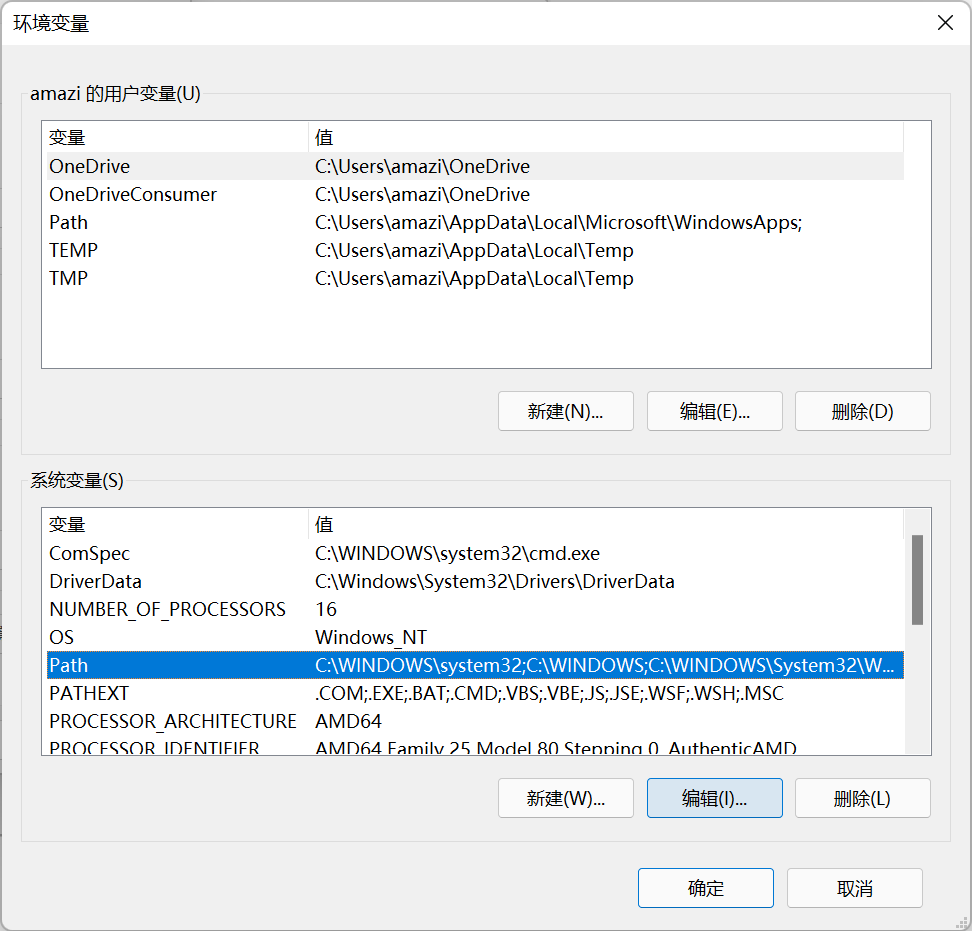 环境变量
amazi 的用户变量(U)
变量 值
OneDrive C:\Users\amazi\OneDrive
OneDriveConsumer C:\Users\amazi\OneDrive
Path C:\Users\amazi\AppData\Local\Microsoft\WindowsApps;
TEMP C:\Users\amazi\AppData\Local\Temp
TMP C:\Users\amazi\AppData\Local\Temp
新建(N)... 编辑(E)... 删除(D)
系统变量(S)
变量 值
ComSpec C:\WINDOWS\system32\cmd.exe
DriverData C:\Windows\System32\Drivers\DriverData
NUMBER_OF_PROCESSORS 16
OS Windows_NT
Path C:\WINDOWS\system32;C:\WINDOWS;C:\WINDOWS\System32\W...
PATHEXT .COM;.EXE;.BAT;.CMD;.VBS;.VBE;.JS;.JSE;.WSF;.WSH;.MSC
PROCESSOR_ARCHITECTURE AMD64
PROCESSOR_IDENTIFIER AMD64 Family 25 Model 80 Stepping 0, AuthenticAMD
新建(W)... 编辑(I)... 删除(L)
确定 取消